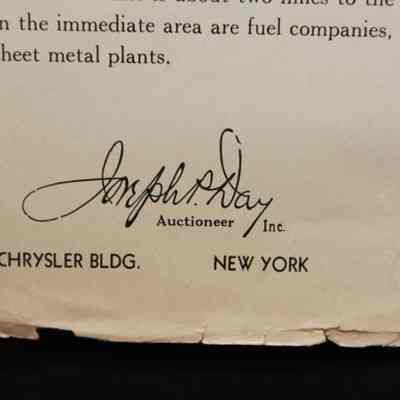 n the immediate area are fuel companies,
heet metal plants.
Joseph P. Day
Auctioneer Inc.
CHRYSLER BLDG. NEW YORK